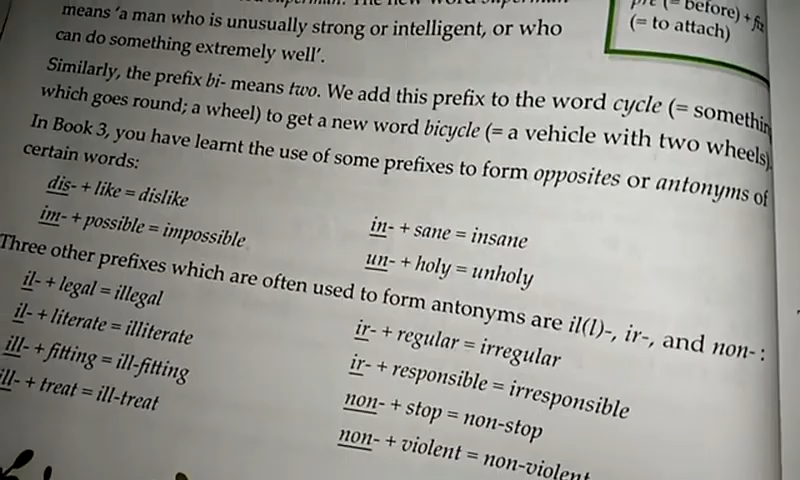 means 'a man who is unusually strong or intelligent, or who
can do something extremely well'.
(= before) + fix
(= to attach)
Similarly, the prefix bi- means two. We add this prefix to the word cycle (=
which goes round; a wheel) to get a new word bicycle (= a vehicle with two wheels).
In Book 3, you have learnt the use of some prefixes to form opposites or antonyms of
certain words:
dis- + like = dislike
im- + possible = impossible
in- + sane = insane
un- + holy = unholy
Three other prefixes which are often used to form antonyms are il(l)-, ir-, and non- :
il- + legal = illegal
il- + literate = illiterate
ill- + fitting = ill-fitting
ill- + treat = ill-treat
ir- + regular = irregular
ir- + responsible = irresponsible
non- + stop = non-stop
non- + violent = non-violent